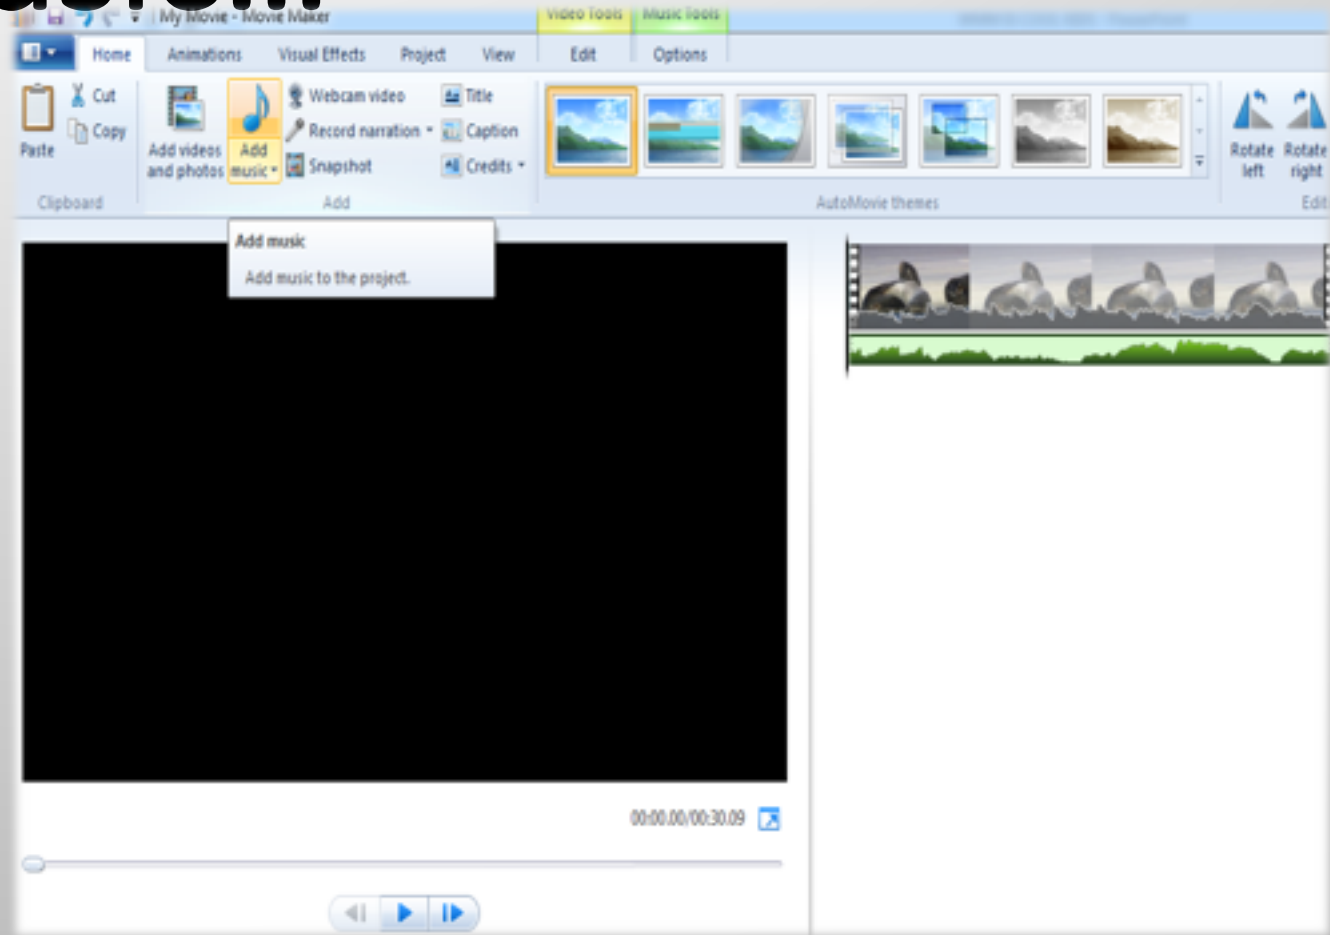 My Movie - Movie Maker
Video Tools
Music Tools
Home
Animations
Visual Effects
Project
View
Edit
Options
Paste
Cut
Copy
Clipboard
Add videos
and photos
Add
music
Webcam video
Record narration
Snapshot
Title
Caption
Credits
Add
AutoMovie themes
Rotate
left
Rotate
right
Add music
Add music to the project.
00:00.00/00:30.09